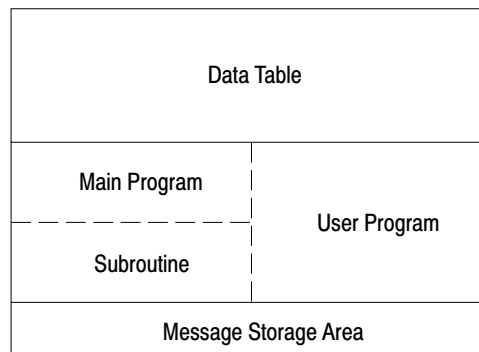 Data Table
Main Program
User Program
Subroutine
Message Storage Area